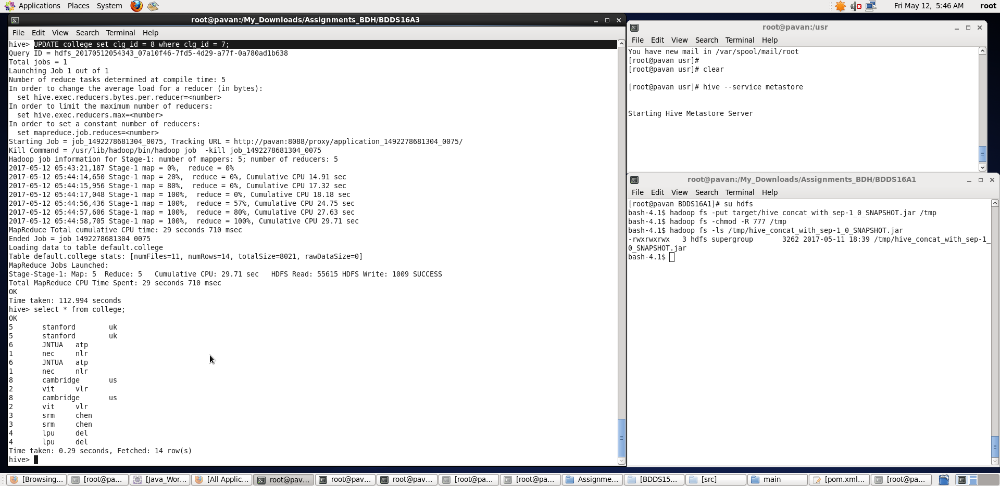 Applications Places System Fri May 12, 5:46 AM root
root@pavan:/My_Downloads/Assignments_BDH/BDDS16A3
File Edit View Search Terminal Help
hive> UPDATE college set clg_id = 8 where clg_id = 7;
Query ID = hdfs_20170512054343_07a10f46-7fd5-4d29-a77f-0a780ad1b638
Total jobs = 1
Launching Job 1 out of 1
Number of reduce tasks determined at compile time: 5
In order to change the average load for a reducer (in bytes):
  set hive.exec.reducers.bytes.per.reducer=<number>
In order to limit the maximum number of reducers:
  set hive.exec.reducers.max=<number>
In order to set a constant number of reducers:
  set mapreduce.job.reduces=<number>
Starting Job = job_1492278681304_0075, Tracking URL = http://pavan:8088/proxy/application_1492278681304_0075/
Kill Command = /usr/lib/hadoop/bin/hadoop job  -kill job_1492278681304_0075
Hadoop job information for Stage-1: number of mappers: 5; number of reducers: 5
2017-05-12 05:43:21,187 Stage-1 map = 0%,  reduce = 0%
2017-05-12 05:44:14,650 Stage-1 map = 20%,  reduce = 0%, Cumulative CPU 14.91 sec
2017-05-12 05:44:15,956 Stage-1 map = 80%,  reduce = 0%, Cumulative CPU 17.32 sec
2017-05-12 05:44:17,048 Stage-1 map = 100%,  reduce = 0%, Cumulative CPU 18.18 sec
2017-05-12 05:44:56,436 Stage-1 map = 100%,  reduce = 57%, Cumulative CPU 24.75 sec
2017-05-12 05:44:57,606 Stage-1 map = 100%,  reduce = 80%, Cumulative CPU 27.63 sec
2017-05-12 05:44:58,705 Stage-1 map = 100%,  reduce = 100%, Cumulative CPU 29.71 sec
MapReduce Total cumulative CPU time: 29 seconds 710 msec
Ended Job = job_1492278681304_0075
Loading data to table default.college
Table default.college stats: [numFiles=11, numRows=14, totalSize=8021, rawDataSize=0]
MapReduce Jobs Launched:
Stage-Stage-1: Map: 5  Reduce: 5   Cumulative CPU: 29.71 sec   HDFS Read: 55615 HDFS Write: 1009 SUCCESS
Total MapReduce CPU Time Spent: 29 seconds 710 msec
OK
Time taken: 112.994 seconds
hive> select * from college;
OK
5 stanford uk
5 stanford uk
6 JNTUA atp
1 nec nlr
6 JNTUA atp
1 nec nlr
8 cambridge us
2 vit vlr
8 cambridge us
2 vit vlr
3 srm chen
3 srm chen
4 lpu del
4 lpu del
Time taken: 0.29 seconds, Fetched: 14 row(s)
hive>
root@pavan:/usr
File Edit View Search Terminal Help
You have new mail in /var/spool/mail/root
[root@pavan usr]#
[root@pavan usr]# clear
[root@pavan usr]# hive --service metastore
Starting Hive Metastore Server
root@pavan:/My_Downloads/Assignments_BDH/BDDS16A1
File Edit View Search Terminal Help
[root@pavan BDDS16A1]# su hdfs
bash-4.1$ hadoop fs -put target/hive_concat_with_sep-1_0_SNAPSHOT.jar /tmp
bash-4.1$ hadoop fs -chmod -R 777 /tmp
bash-4.1$ hadoop fs -ls /tmp/hive_concat_with_sep-1_0_SNAPSHOT.jar
-rwxrwxrwx   3 hdfs supergroup       3262 2017-05-11 18:39 /tmp/hive_concat_with_sep-1_
0_SNAPSHOT.jar
bash-4.1$
[Browsing... [root@pa... [Java_Wor... [All Applic... root@pav... root@pav... root@pav... [root@pa... [root@pa... Assignme... [BDDS15... [src] main [pom.xml... [root@pa...